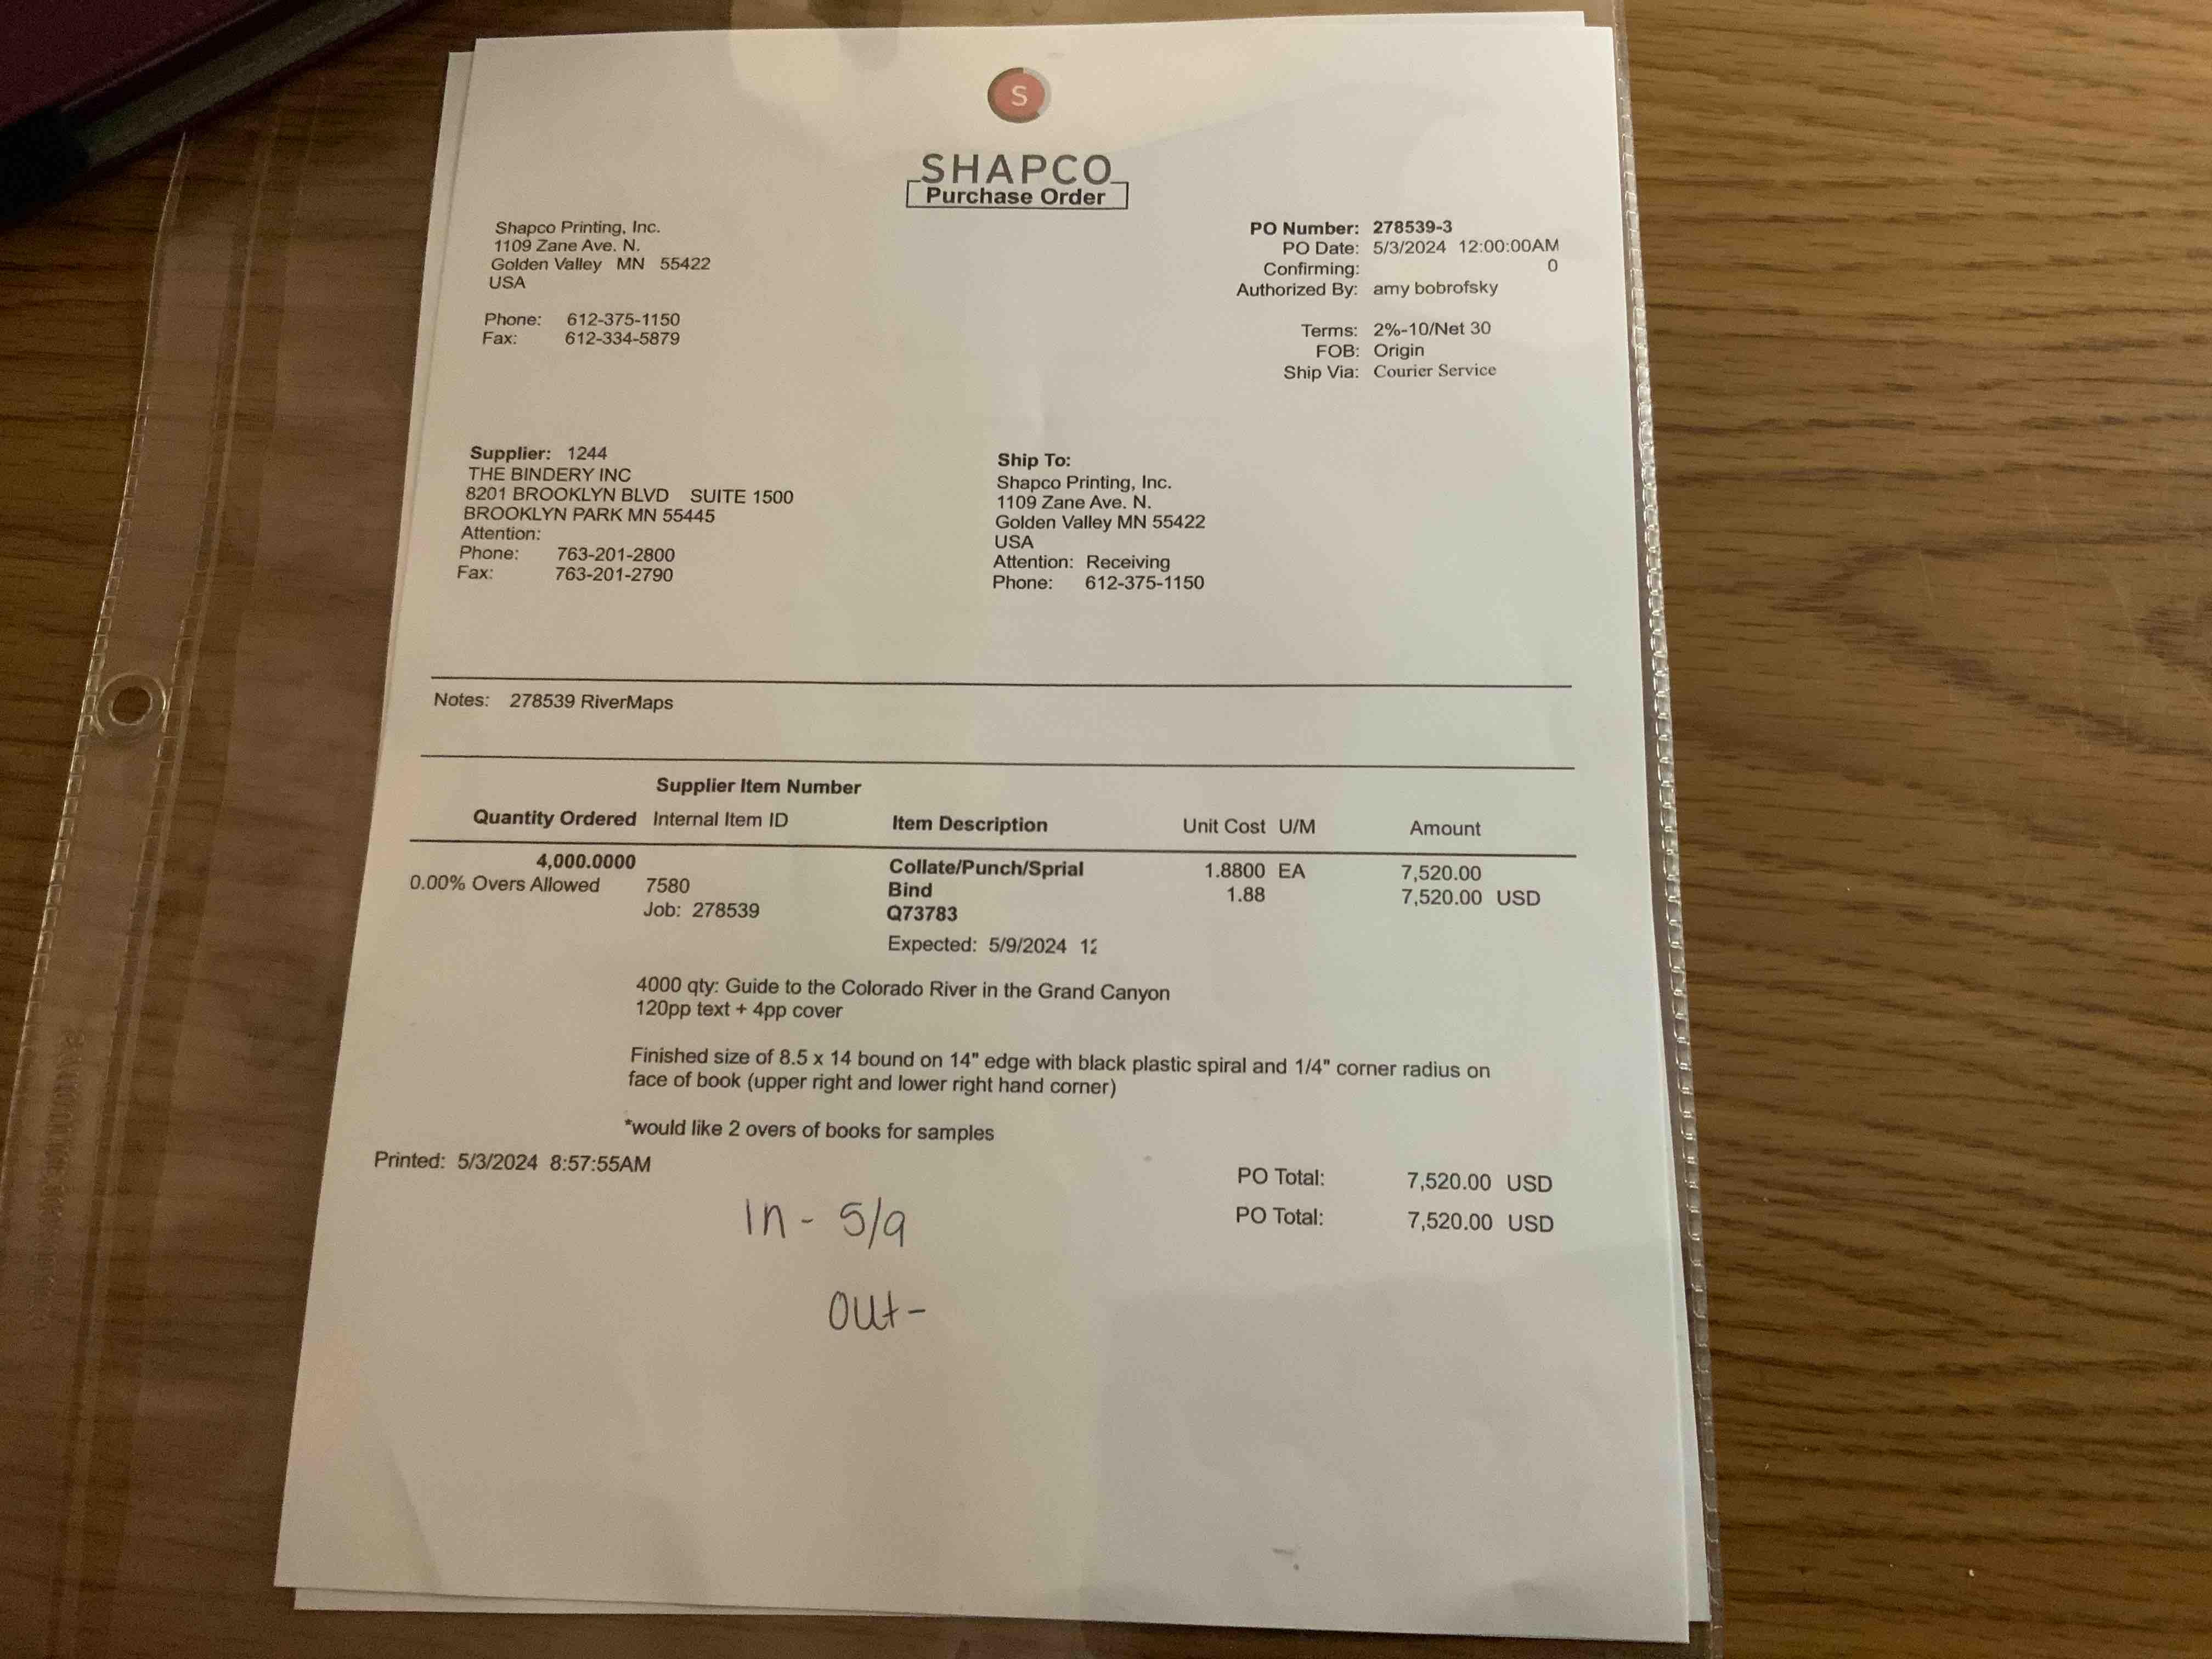 S
SHAPCO
Purchase Order
Shapco Printing, Inc.
1109 Zane Ave. N.
Golden Valley MN 55422
USA
Phone: 612-375-1150
Fax: 612-334-5879
PO Number: 278539-3
PO Date: 5/3/2024 12:00:00AM
Confirming: 0
Authorized By: amy bobrofsky
Terms: 2%-10/Net 30
FOB: Origin
Ship Via: Courier Service
Supplier: 1244
THE BINDERY INC
8201 BROOKLYN BLVD SUITE 1500
BROOKLYN PARK MN 55445
Attention:
Phone: 763-201-2800
Fax: 763-201-2790
Ship To:
Shapco Printing, Inc.
1109 Zane Ave. N.
Golden Valley MN 55422
USA
Attention: Receiving
Phone: 612-375-1150
Notes: 278539 RiverMaps
Supplier Item Number
Quantity Ordered Internal Item ID Item Description Unit Cost U/M Amount
4,000.0000 Collate/Punch/Sprial 1.8800 EA 7,520.00
0.00% Overs Allowed 7580 Bind 1.88 7,520.00 USD
Job: 278539 Q73783
Expected: 5/9/2024 12
4000 qty: Guide to the Colorado River in the Grand Canyon
120pp text + 4pp cover
Finished size of 8.5 x 14 bound on 14" edge with black plastic spiral and 1/4" corner radius on
face of book (upper right and lower right hand corner)
*would like 2 overs of books for samples
Printed: 5/3/2024 8:57:55AM
PO Total: 7,520.00 USD
PO Total: 7,520.00 USD
In - 5/9
Out-